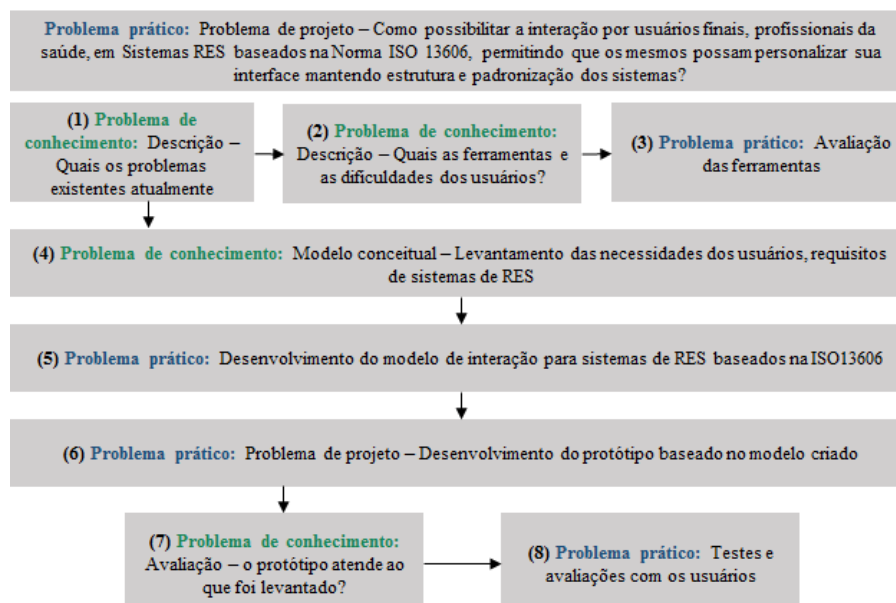 Problema prático: Problema de projeto – Como possibilitar a interação por usuários finais, profissionais da
saúde, em Sistemas RES baseados na Norma ISO 13606, permitindo que os mesmos possam personalizar sua
interface mantendo estrutura e padronização dos sistemas?
(1) Problema de
conhecimento: Descrição –
Quais os problemas
existentes atualmente
(2) Problema de conhecimento:
Descrição – Quais as ferramentas e
as dificuldades dos usuários?
(3) Problema prático: Avaliação
das ferramentas
(4) Problema de conhecimento: Modelo conceitual – Levantamento das necessidades dos usuários, requisitos
de sistemas de RES
(5) Problema prático: Desenvolvimento do modelo de interação para sistemas de RES baseados na ISO13606
(6) Problema prático: Problema de projeto – Desenvolvimento do protótipo baseado no modelo criado
(7) Problema de conhecimento:
Avaliação – o protótipo atende ao
que foi levantado?
(8) Problema prático: Testes e
avaliações com os usuários